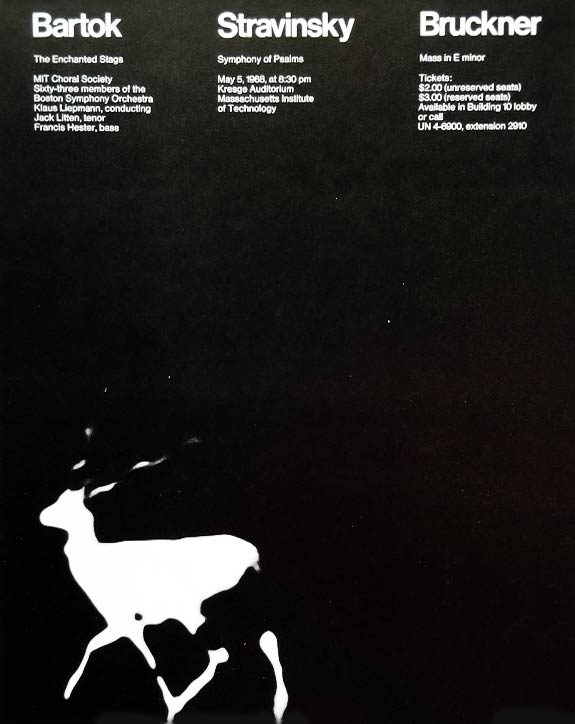 Bartok
The Enchanted Stags
MIT Choral Society
Sixty-three members of the
Boston Symphony Orchestra
Klaus Liepmann, conducting
Jack Litten, tenor
Francis Hester, bass
Stravinsky
Symphony of Psalms
May 5, 1968, at 8:30 pm
Kresge Auditorium
Massachusetts Institute
of Technology
Bruckner
Mass in E minor
Tickets:
$2.00 (unreserved seats)
$3.00 (reserved seats)
Available in Building 10 lobby
or call
UN 4-6900, extension 2910